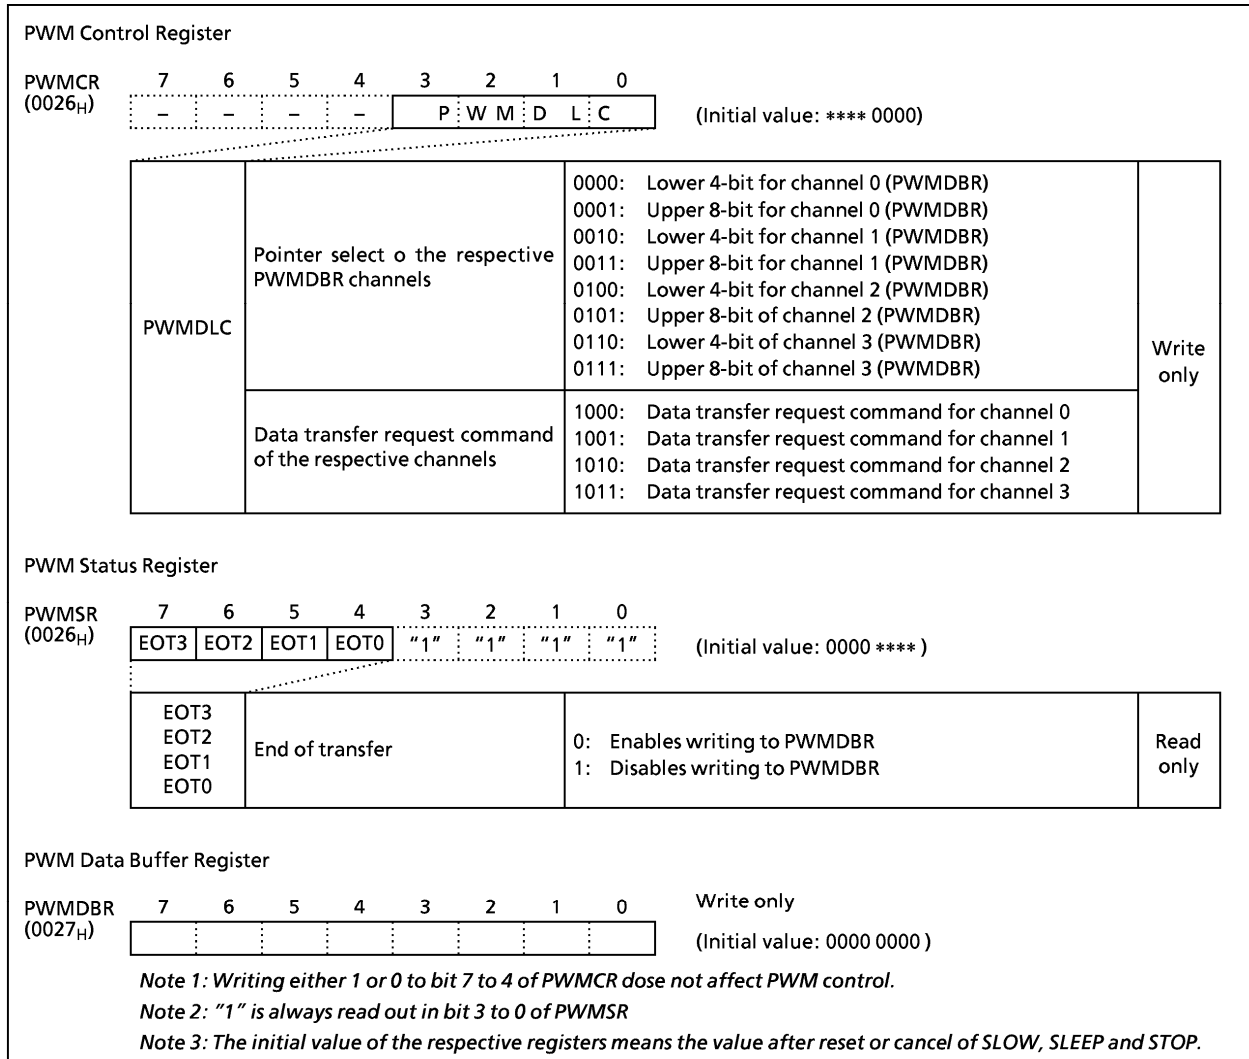 PWM Control Register
PWMCR 7 6 5 4 3 2 1 0
(0026H)
– – – – P W M D L C (Initial value: **** 0000)
PWMDLC
Pointer select o the respective
PWMDBR channels
0000: Lower 4-bit for channel 0 (PWMDBR)
0001: Upper 8-bit for channel 0 (PWMDBR)
0010: Lower 4-bit for channel 1 (PWMDBR)
0011: Upper 8-bit for channel 1 (PWMDBR)
0100: Lower 4-bit for channel 2 (PWMDBR)
0101: Upper 8-bit of channel 2 (PWMDBR)
0110: Lower 4-bit of channel 3 (PWMDBR)
0111: Upper 8-bit of channel 3 (PWMDBR)
Write
only
Data transfer request command
of the respective channels
1000: Data transfer request command for channel 0
1001: Data transfer request command for channel 1
1010: Data transfer request command for channel 2
1011: Data transfer request command for channel 3
PWM Status Register
PWMSR 7 6 5 4 3 2 1 0
(0026H)
EOT3 EOT2 EOT1 EOT0 “1” “1” “1” “1” (Initial value: 0000 **** )
EOT3
EOT2
EOT1
EOT0
End of transfer
0: Enables writing to PWMDBR
1: Disables writing to PWMDBR
Read
only
PWM Data Buffer Register
PWMDBR 7 6 5 4 3 2 1 0 Write only
(0027H) (Initial value: 0000 0000 )
Note 1: Writing either 1 or 0 to bit 7 to 4 of PWMCR dose not affect PWM control.
Note 2: ″1″ is always read out in bit 3 to 0 of PWMSR
Note 3: The initial value of the respective registers means the value after reset or cancel of SLOW, SLEEP and STOP.